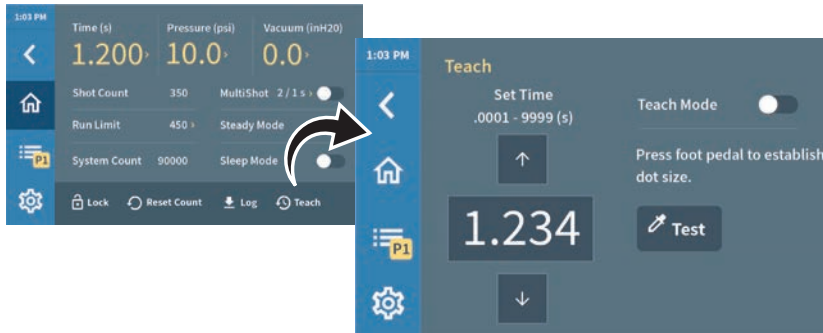 1:03 PM
Time (s) Pressure (psi) Vacuum (inH20)
1.200 › 10.0 › 0.0 ›
Shot Count 350 MultiShot 2 / 1 s ›
Run Limit 450 › Steady Mode
System Count 90000 Sleep Mode
P1
Lock Reset Count Log Teach
1:03 PM
Teach
Set Time
.0001 - 9999 (s)
1.234
Teach Mode
Press foot pedal to establish
dot size.
Test
P1